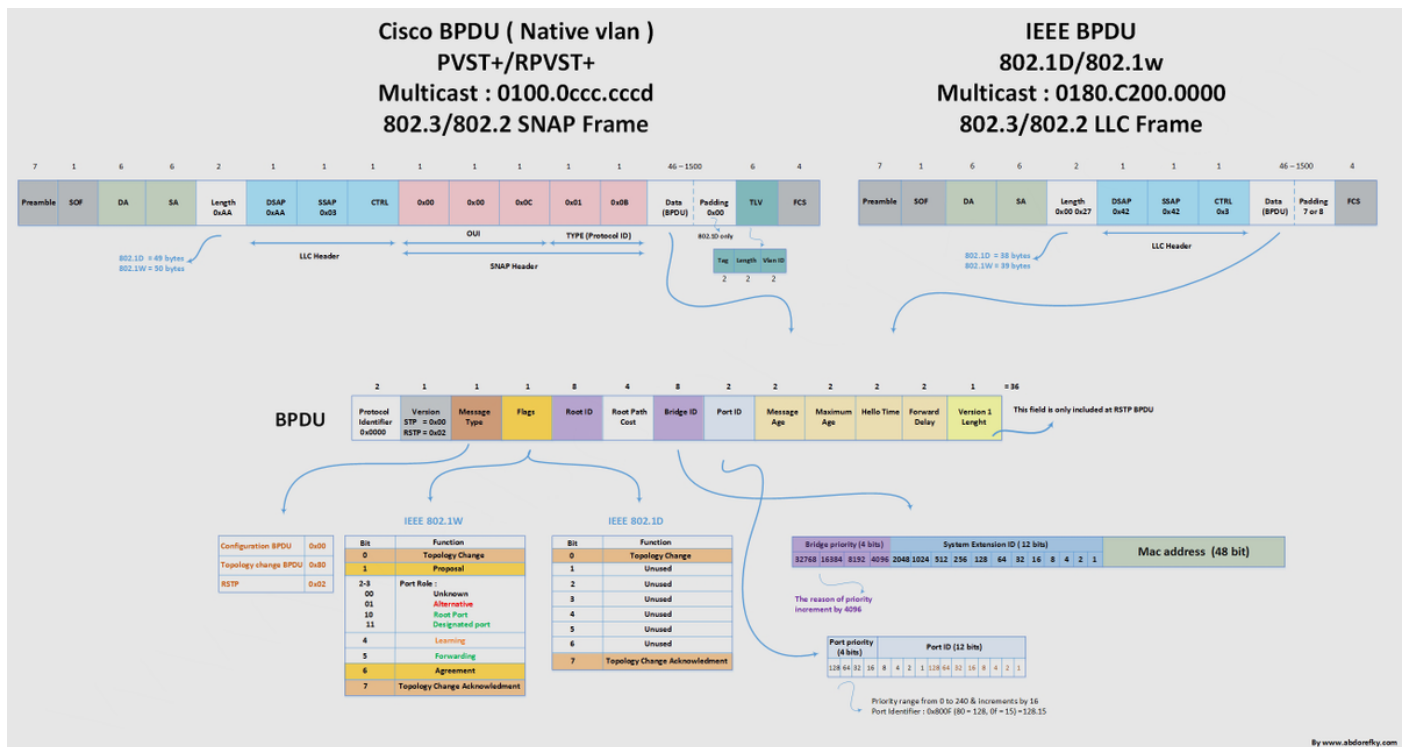 Cisco BPDU ( Native vlan )
PVST+/RPVST+
Multicast : 0100.0ccc.cccd
802.3/802.2 SNAP Frame
IEEE BPDU
802.1D/802.1w
Multicast : 0180.C200.0000
802.3/802.2 LLC Frame
7 1 6 6 2 1 1 1 1 1 1 1 1 46 – 1500 6 4
Preamble SOF DA SA Length 0xAA DSAP 0xAA SSAP 0x03 CTRL 0x00 0x00 0x0C 0x01 0x0B Data (BPDU) Padding 0x00 TLV FCS
802.1D only
OUI TYPE (Protocol ID)
LLC Header
SNAP Header
802.1D = 49 bytes
802.1W = 50 bytes
Tag Length Vlan ID
2 2 2
7 1 6 6 2 1 1 1 46 – 1500 4
Preamble SOF DA SA Length 0x00 0x27 DSAP 0x42 SSAP 0x42 CTRL 0x3 Data (BPDU) Padding 7 or 8 FCS
LLC Header
802.1D = 38 bytes
802.1W = 39 bytes
2 1 1 1 8 4 8 2 2 2 2 2 1 = 36
BPDU
Protocol Identifier 0x0000 Version STP = 0x00 RSTP = 0x02 Message Type Flags Root ID Root Path Cost Bridge ID Port ID Message Age Maximum Age Hello Time Forward Delay Version 1 Lenght
This field is only included at RSTP BPDU
Configuration BPDU 0x00
Topology change BPDU 0x80
RSTP 0x02
IEEE 802.1W
Bit Function
0 Topology Change
1 Proposal
2-3 Port Role :
00 Unknown
01 Alternative
10 Root Port
11 Designated port
4 Learning
5 Forwarding
6 Agreement
7 Topology Change Acknowledment
IEEE 802.1D
Bit Function
0 Topology Change
1 Unused
2 Unused
3 Unused
4 Unused
5 Unused
6 Unused
7 Topology Change Acknowledment
Bridge priority (4 bits) System Extension ID ( 12 bits) Mac address (48 bit)
32768 16384 8192 4096 2048 1024 512 256 128 64 32 16 8 4 2 1
The reason of priority
increment by 4096
Port priority (4 bits) Port ID (12 bits)
128 64 32 16 8 4 2 1 128 64 32 16 8 4 2 1
Priority range from 0 to 240 & increments by 16
Port Identifier : 0x800F (80 = 128, 0f = 15) =128.15
By www.abdorefky.com